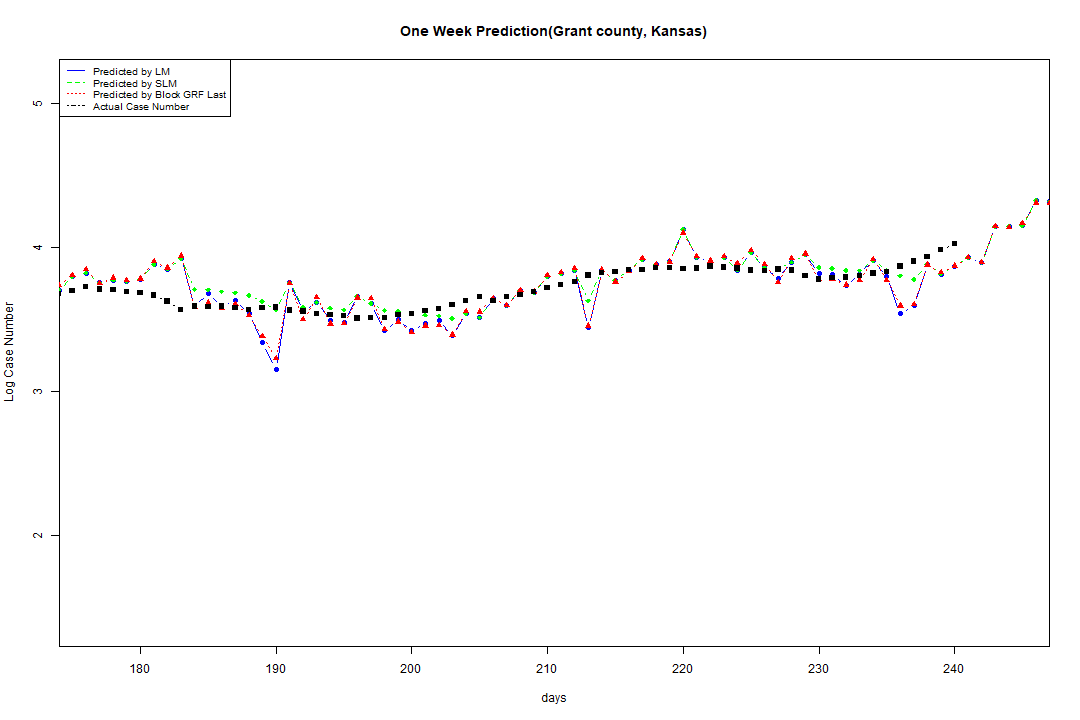 One Week Prediction(Grant county, Kansas)
Predicted by LM
Predicted by SLM
Predicted by Block GRF Last
Actual Case Number
5
4
3
2
Log Case Number
180 190 200 210 220 230 240
days